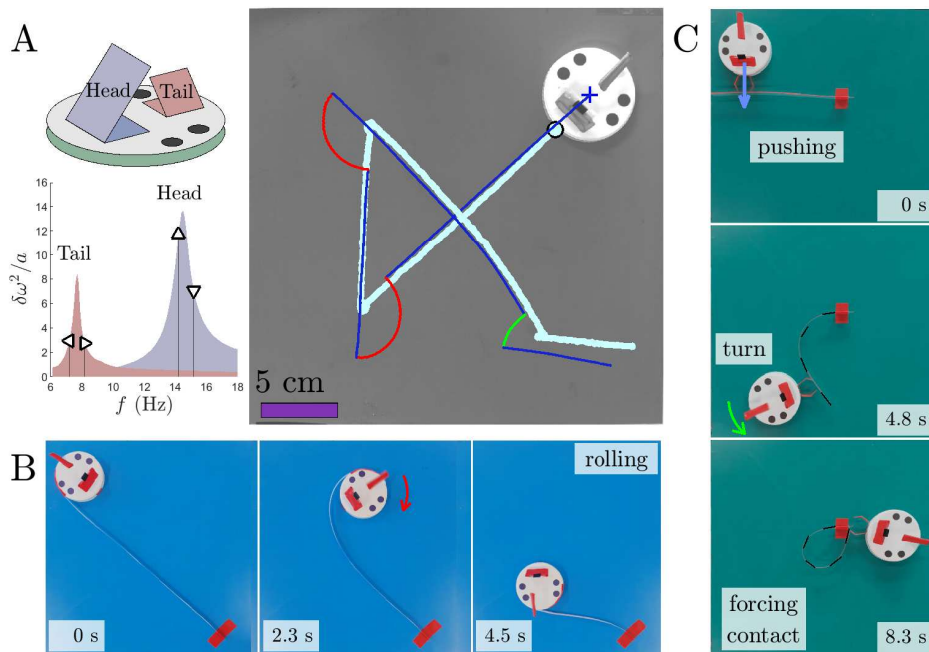 A
Head
Tail
Head
Tail
δω²/a
16
14
12
10
8
6
4
2
0
6 8 10 12 14 16 18
f (Hz)
5 cm
B
0 s
2.3 s
rolling
4.5 s
C
pushing
0 s
turn
4.8 s
forcing
contact
8.3 s